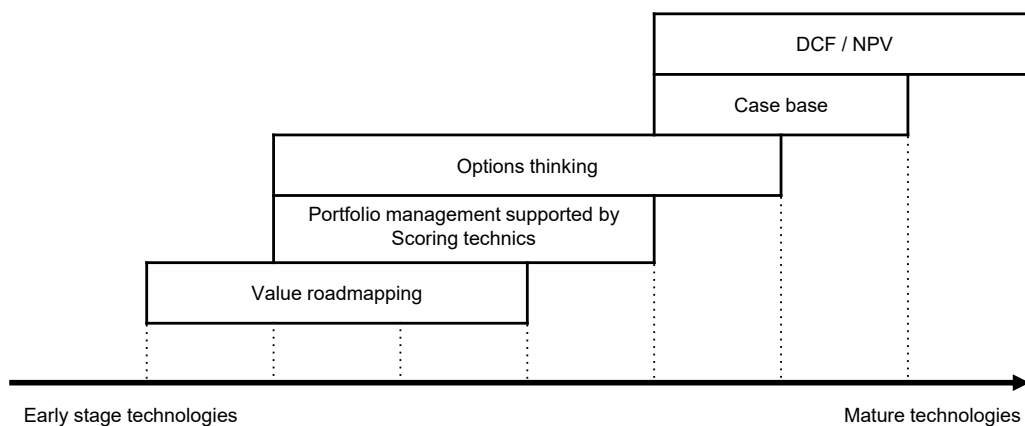 DCF / NPV
Case base
Options thinking
Portfolio management supported by
Scoring technics
Value roadmapping
Early stage technologies
Mature technologies